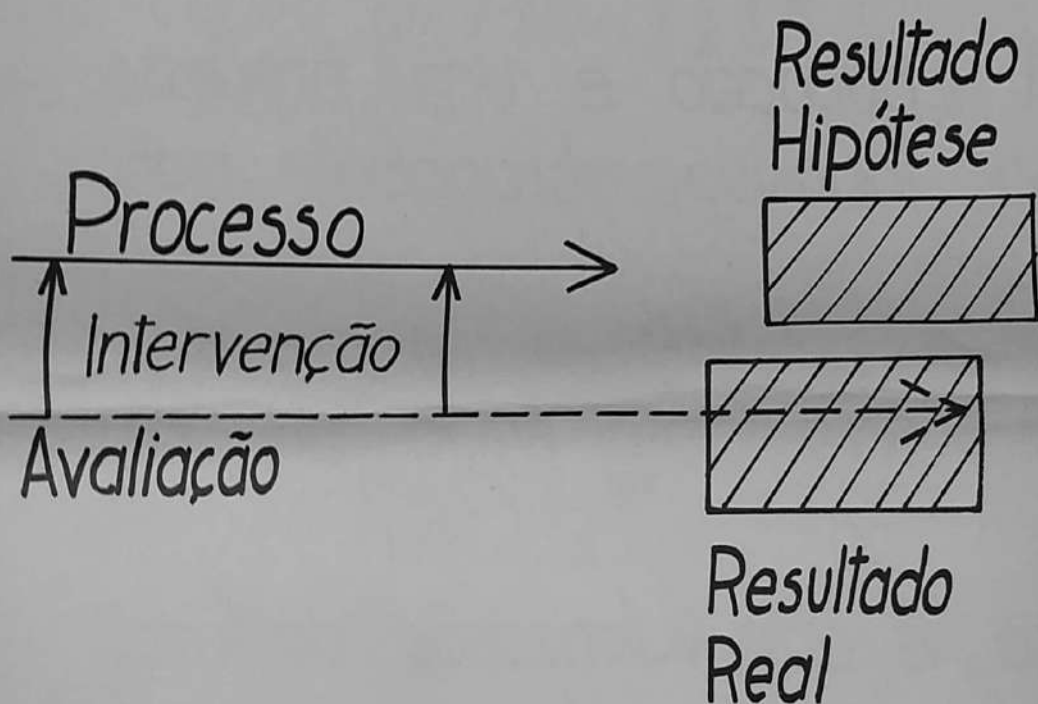 Resultado
Hipótese
Processo
Intervenção
Avaliação
Resultado
Real